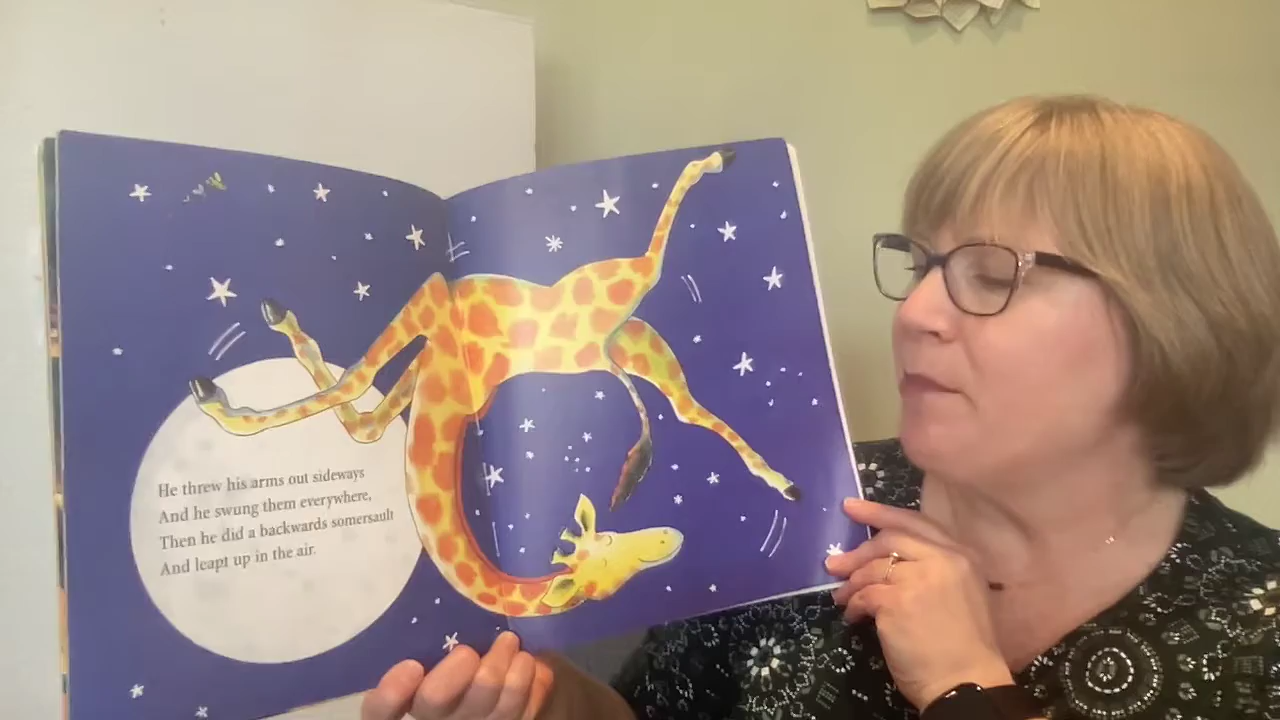 He threw his arms out sideways
And he swung them everywhere,
Then he did a backwards somersault
And leapt up in the air.